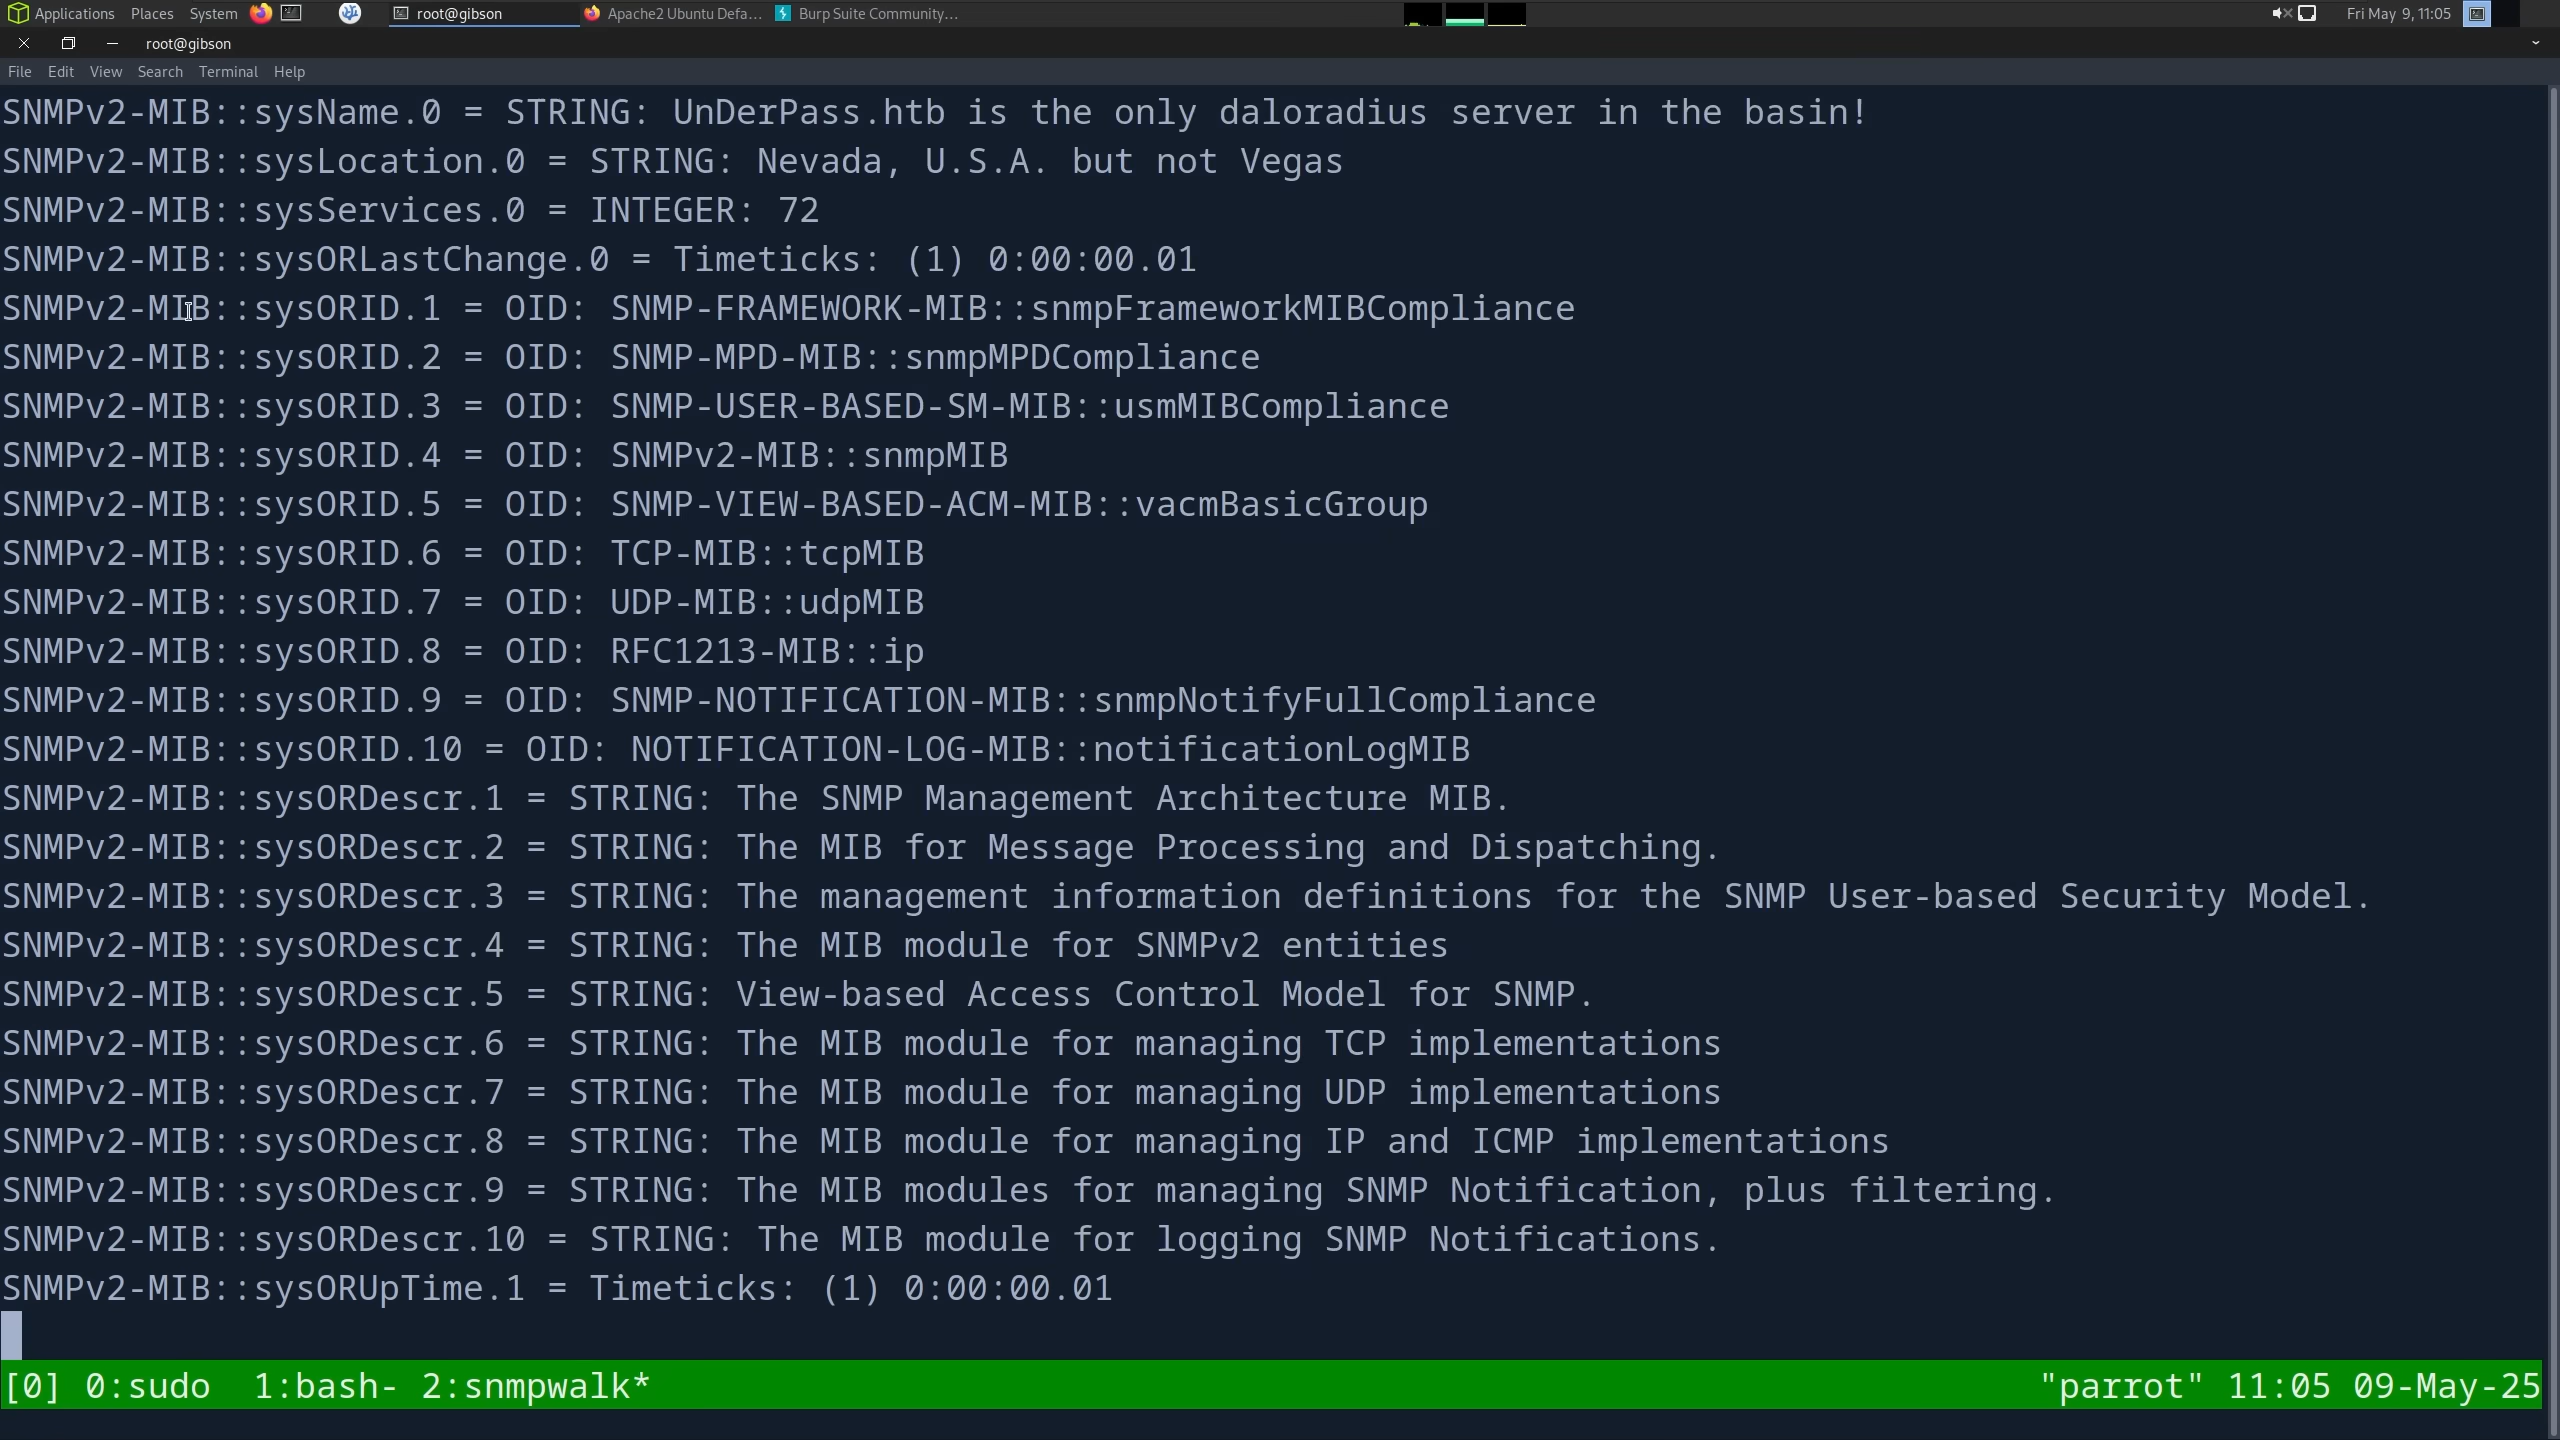 Applications Places System root@gibson Apache2 Ubuntu Defa... Burp Suite Community... Fri May 9, 11:05
root@gibson
File Edit View Search Terminal Help
SNMPv2-MIB::sysName.0 = STRING: UnDerPass.htb is the only daloradius server in the basin!
SNMPv2-MIB::sysLocation.0 = STRING: Nevada, U.S.A. but not Vegas
SNMPv2-MIB::sysServices.0 = INTEGER: 72
SNMPv2-MIB::sysORLastChange.0 = Timeticks: (1) 0:00:00.01
SNMPv2-MIB::sysORID.1 = OID: SNMP-FRAMEWORK-MIB::snmpFrameworkMIBCompliance
SNMPv2-MIB::sysORID.2 = OID: SNMP-MPD-MIB::snmpMPDCompliance
SNMPv2-MIB::sysORID.3 = OID: SNMP-USER-BASED-SM-MIB::usmMIBCompliance
SNMPv2-MIB::sysORID.4 = OID: SNMPv2-MIB::snmpMIB
SNMPv2-MIB::sysORID.5 = OID: SNMP-VIEW-BASED-ACM-MIB::vacmBasicGroup
SNMPv2-MIB::sysORID.6 = OID: TCP-MIB::tcpMIB
SNMPv2-MIB::sysORID.7 = OID: UDP-MIB::udpMIB
SNMPv2-MIB::sysORID.8 = OID: RFC1213-MIB::ip
SNMPv2-MIB::sysORID.9 = OID: SNMP-NOTIFICATION-MIB::snmpNotifyFullCompliance
SNMPv2-MIB::sysORID.10 = OID: NOTIFICATION-LOG-MIB::notificationLogMIB
SNMPv2-MIB::sysORDescr.1 = STRING: The SNMP Management Architecture MIB.
SNMPv2-MIB::sysORDescr.2 = STRING: The MIB for Message Processing and Dispatching.
SNMPv2-MIB::sysORDescr.3 = STRING: The management information definitions for the SNMP User-based Security Model.
SNMPv2-MIB::sysORDescr.4 = STRING: The MIB module for SNMPv2 entities
SNMPv2-MIB::sysORDescr.5 = STRING: View-based Access Control Model for SNMP.
SNMPv2-MIB::sysORDescr.6 = STRING: The MIB module for managing TCP implementations
SNMPv2-MIB::sysORDescr.7 = STRING: The MIB module for managing UDP implementations
SNMPv2-MIB::sysORDescr.8 = STRING: The MIB module for managing IP and ICMP implementations
SNMPv2-MIB::sysORDescr.9 = STRING: The MIB modules for managing SNMP Notification, plus filtering.
SNMPv2-MIB::sysORDescr.10 = STRING: The MIB module for logging SNMP Notifications.
SNMPv2-MIB::sysORUpTime.1 = Timeticks: (1) 0:00:00.01
[0] 0:sudo 1:bash- 2:snmpwalk* "parrot" 11:05 09-May-25